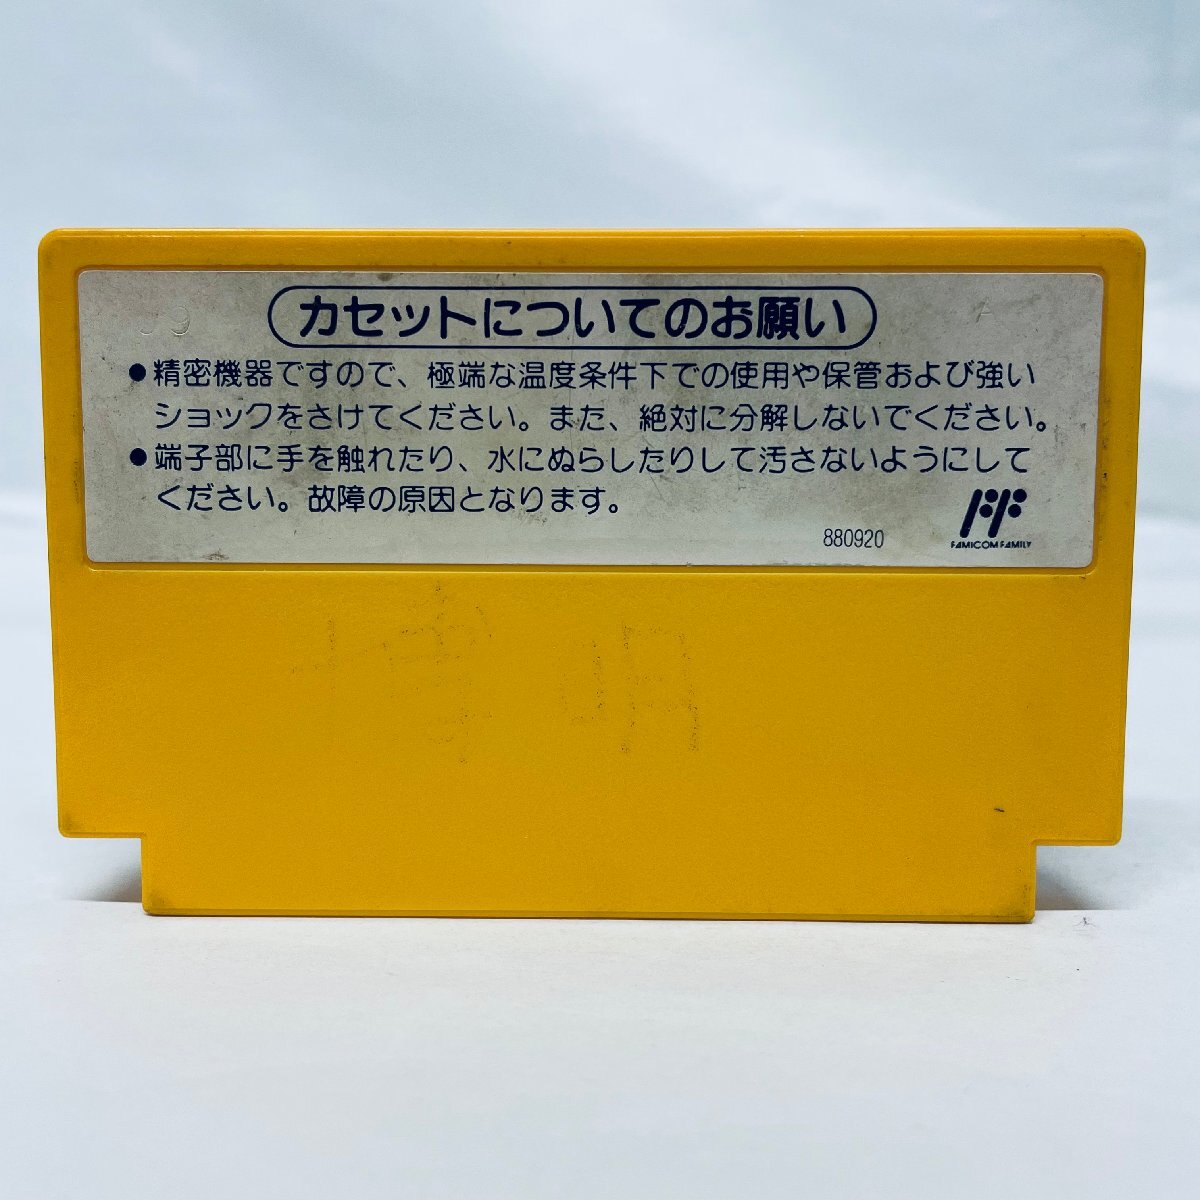 カセットについてのお願い
●精密機器ですので、極端な温度条件下での使用や保管および強い
ショックをさけてください。また、絶対に分解しないでください。
●端子部に手を触れたり、水にぬらしたりして汚さないようにして
ください。故障の原因となります。
880920
FAMICOM FAMILY